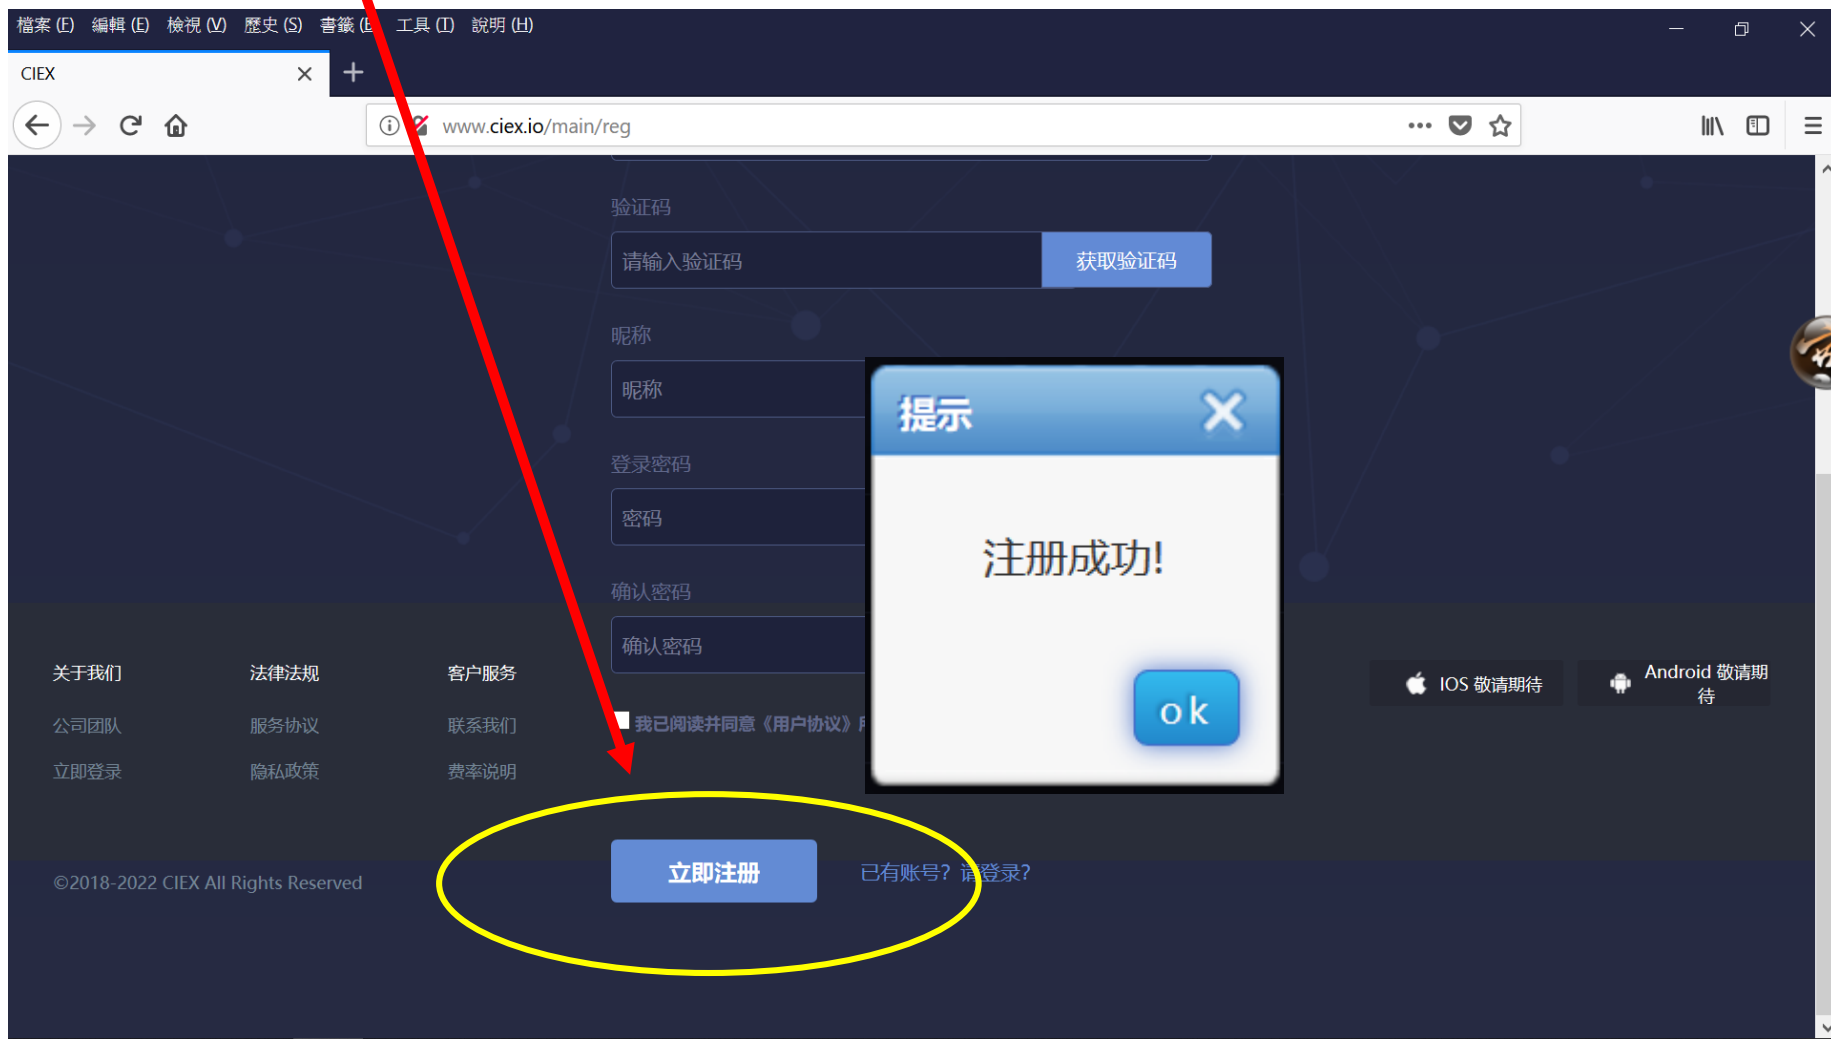 檔案 (F) 編輯 (E) 檢視 (V) 歷史 (S) 書籤 (B 工具 (T) 說明 (H)
CIEX
www.ciex.io/main/reg
验证码
请输入验证码 获取验证码
昵称
昵称
登录密码
密码
确认密码
确认密码
提示
注册成功!
ok
关于我们 法律法规 客户服务
IOS 敬请期待 Android 敬请期
待
公司团队 服务协议 联系我们
我已阅读并同意《用户协议》
立即登录 隐私政策 费率说明
立即注册 已有账号? 请登录?
©2018-2022 CIEX All Rights Reserved